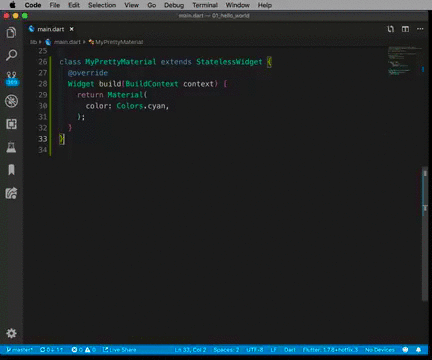 Code File Edit Selection View Go Debug Terminal Window Help
main.dart — 01_hello_world
main.dart ×
lib › main.dart › MyPrettyMaterial
25
26 class MyPrettyMaterial extends StatelessWidget {
27 @override
28 Widget build(BuildContext context) {
29 return Material(
30 color: Colors.cyan,
31 );
32 }
33 }
34
master* 0↓ 1↑ 0 0 Live Share Ln 33, Col 2 Spaces: 2 UTF-8 LF Dart Flutter: 1.7.8+hotfix.3 No Devices